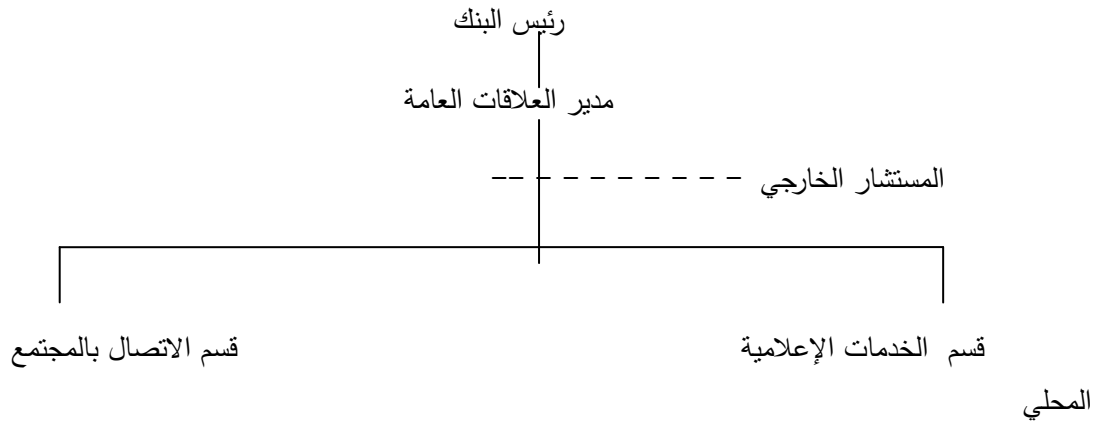 رئيس البنك
مدير العلاقات العامة
المستشار الخارجي
قسم الخدمات الإعلامية قسم الاتصال بالمجتمع
المحلي